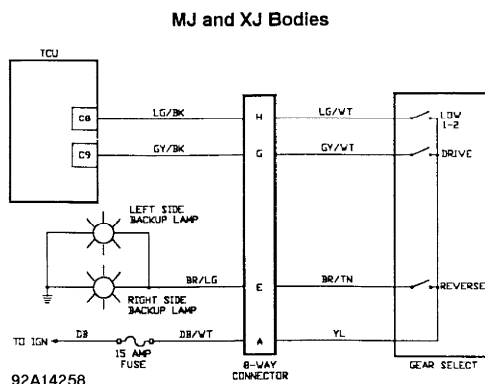 MJ and XJ Bodies
TCU
C8
LG/BK
H
LG/WT
LOW
1-2
C9
GY/BK
G
GY/WT
DRIVE
LEFT SIDE
BACKUP LAMP
BR/LG
E
BR/TN
REVERSE
RIGHT SIDE
BACKUP LAMP
TO IGN
DB
DB/WT
A
YL
15 AMP
FUSE
8-WAY
CONNECTOR
GEAR SELECT
92A14258